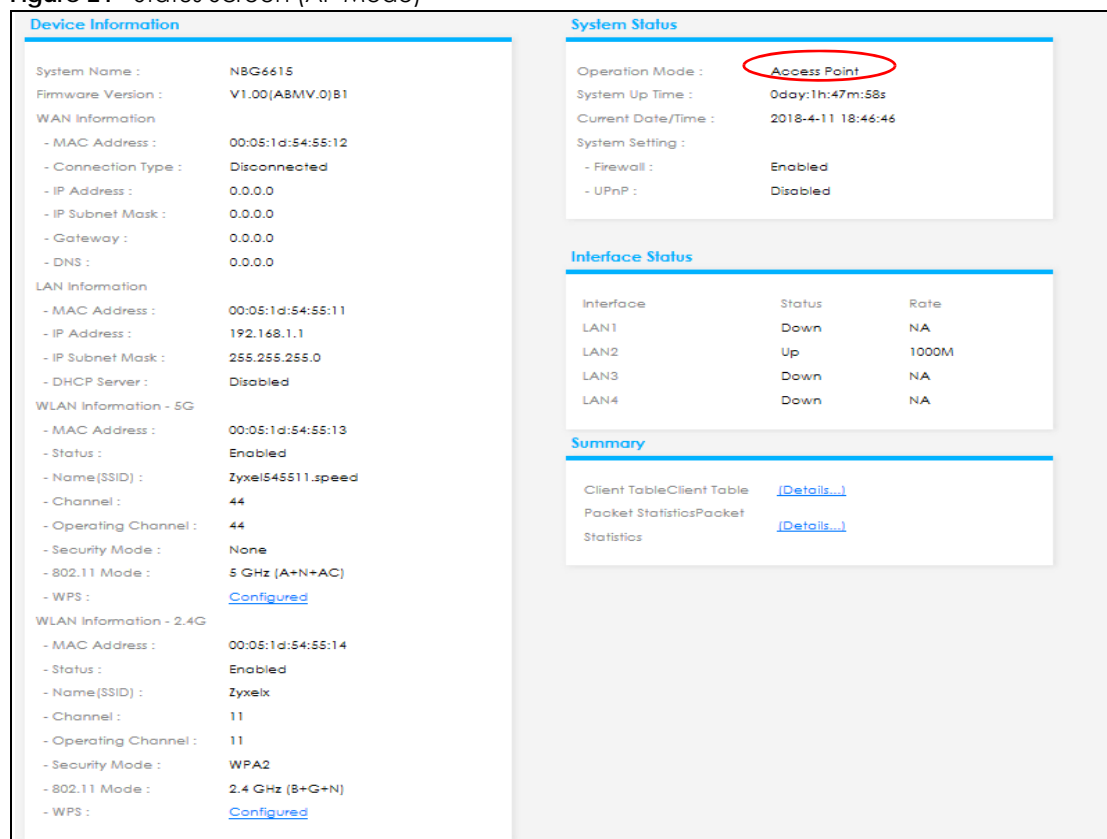 Device Information
System Name : NBG6615
Firmware Version : V1.00(ABMV.0)B1
WAN Information
- MAC Address : 00:05:1d:54:55:12
- Connection Type : Disconnected
- IP Address : 0.0.0.0
- IP Subnet Mask : 0.0.0.0
- Gateway : 0.0.0.0
- DNS : 0.0.0.0
LAN Information
- MAC Address : 00:05:1d:54:55:11
- IP Address : 192.168.1.1
- IP Subnet Mask : 255.255.255.0
- DHCP Server : Disabled
WLAN Information - 5G
- MAC Address : 00:05:1d:54:55:13
- Status : Enabled
- Name(SSID) : Zyxel545511.speed
- Channel : 44
- Operating Channel : 44
- Security Mode : None
- 802.11 Mode : 5 GHz (A+N+AC)
- WPS : Configured
WLAN Information - 2.4G
- MAC Address : 00:05:1d:54:55:14
- Status : Enabled
- Name(SSID) : Zyxelx
- Channel : 11
- Operating Channel : 11
- Security Mode : WPA2
- 802.11 Mode : 2.4 GHz (B+G+N)
- WPS : Configured
System Status
Operation Mode : Access Point
System Up Time : 0day:1h:47m:58s
Current Date/Time : 2018-4-11 18:46:46
System Setting :
- Firewall : Enabled
- UPnP : Disabled
Interface Status
Interface Status Rate
LAN1 Down NA
LAN2 Up 1000M
LAN3 Down NA
LAN4 Down NA
Summary
Client TableClient Table (Details...)
Packet StatisticsPacket
Statistics (Details...)